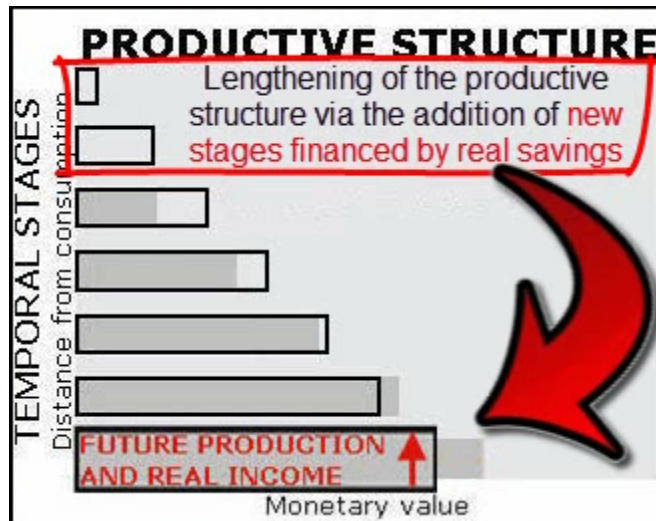 PRODUCTIVE STRUCTURE
Lengthening of the productive
structure via the addition of new
stages financed by real savings
TEMPORAL STAGES
Distance from consumption
FUTURE PRODUCTION
AND REAL INCOME
Monetary value